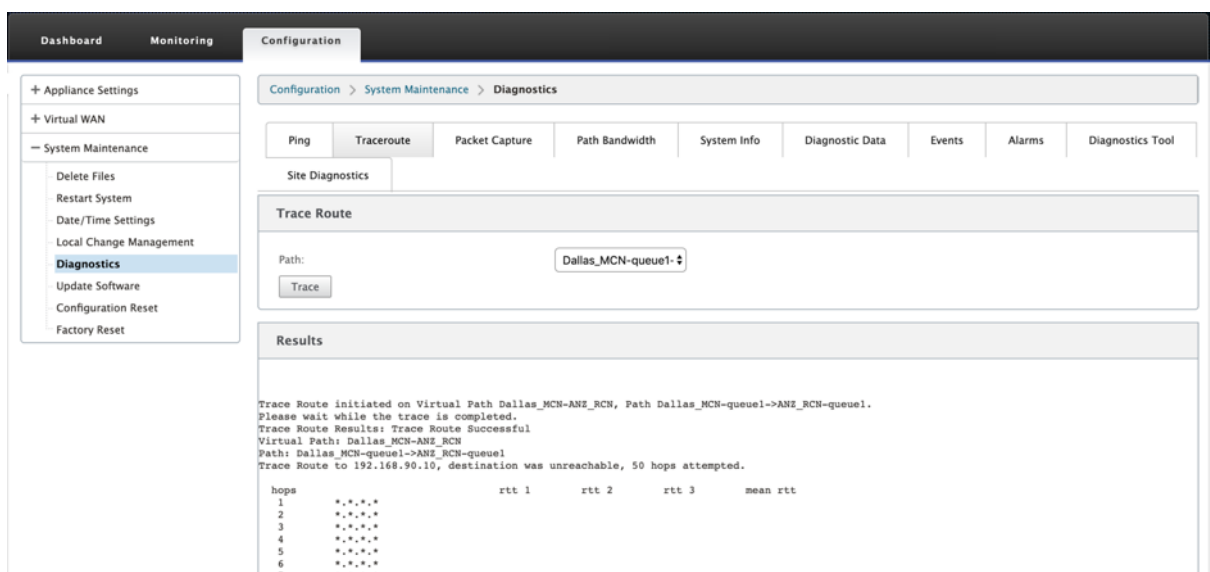 Dashboard Monitoring Configuration
+ Appliance Settings
+ Virtual WAN
− System Maintenance
Delete Files
Restart System
Date/Time Settings
Local Change Management
Diagnostics
Update Software
Configuration Reset
Factory Reset
Configuration > System Maintenance > Diagnostics
Ping Traceroute Packet Capture Path Bandwidth System Info Diagnostic Data Events Alarms Diagnostics Tool
Site Diagnostics
Trace Route
Path: Dallas_MCN-queue1-
Trace
Results
Trace Route initiated on Virtual Path Dallas_MCN-ANZ_RCN, Path Dallas_MCN-queue1->ANZ_RCN-queue1.
Please wait while the trace is completed.
Trace Route Results: Trace Route Successful
Virtual Path: Dallas_MCN-ANZ_RCN
Path: Dallas_MCN-queue1->ANZ_RCN-queue1
Trace Route to 192.168.90.10, destination was unreachable, 50 hops attempted.
hops rtt 1 rtt 2 rtt 3 mean rtt
1 *.*.*.*
2 *.*.*.*
3 *.*.*.*
4 *.*.*.*
5 *.*.*.*
6 *.*.*.*